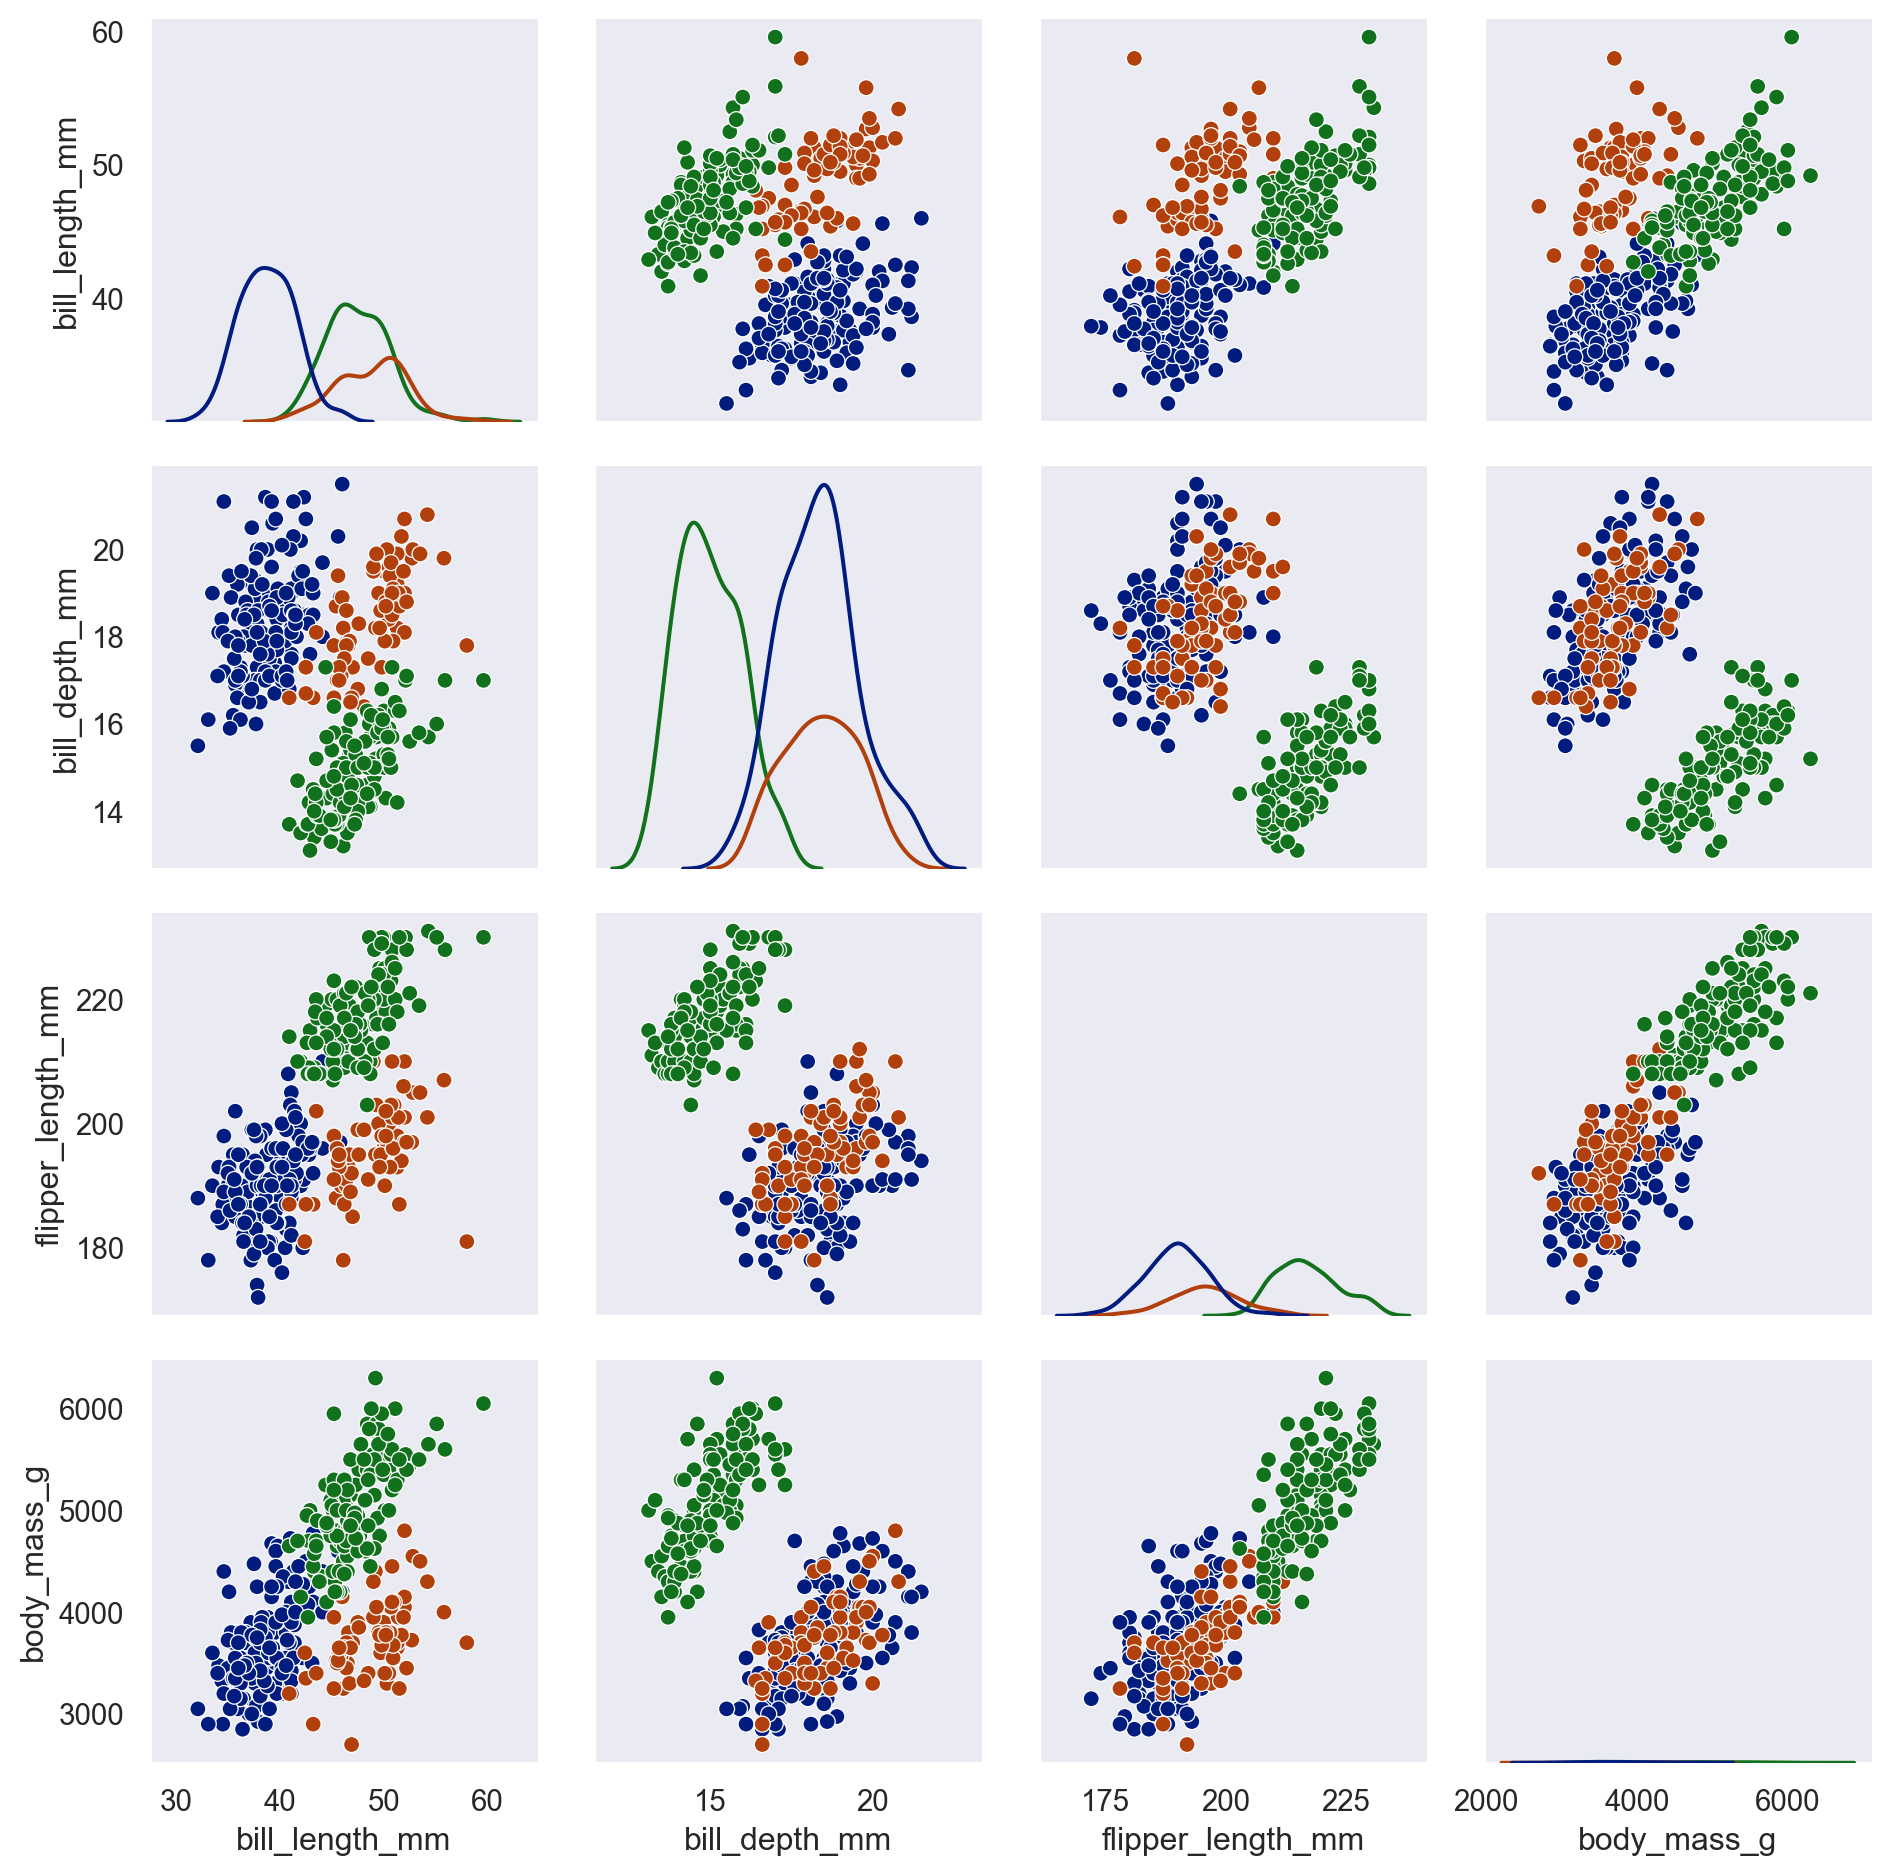 60
50
40
bill_length_mm
20
18
16
14
bill_depth_mm
220
200
180
flipper_length_mm
6000
5000
4000
3000
body_mass_g
30 40 50 60
15 20
175 200 225
2000 4000 6000
bill_length_mm
bill_depth_mm
flipper_length_mm
body_mass_g